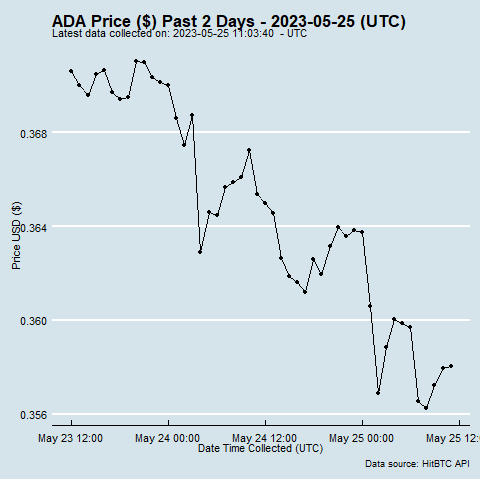 ADA Price ($) Past 2 Days - 2023-05-25 (UTC)
Latest data collected on: 2023-05-25 11:03:40 - UTC
0.368
0.364
0.360
0.356
Price USD ($)
May 23 12:00
May 24 00:00
May 24 12:00
May 25 00:00
May 25 12:
Date Time Collected (UTC)
Data source: HitBTC API